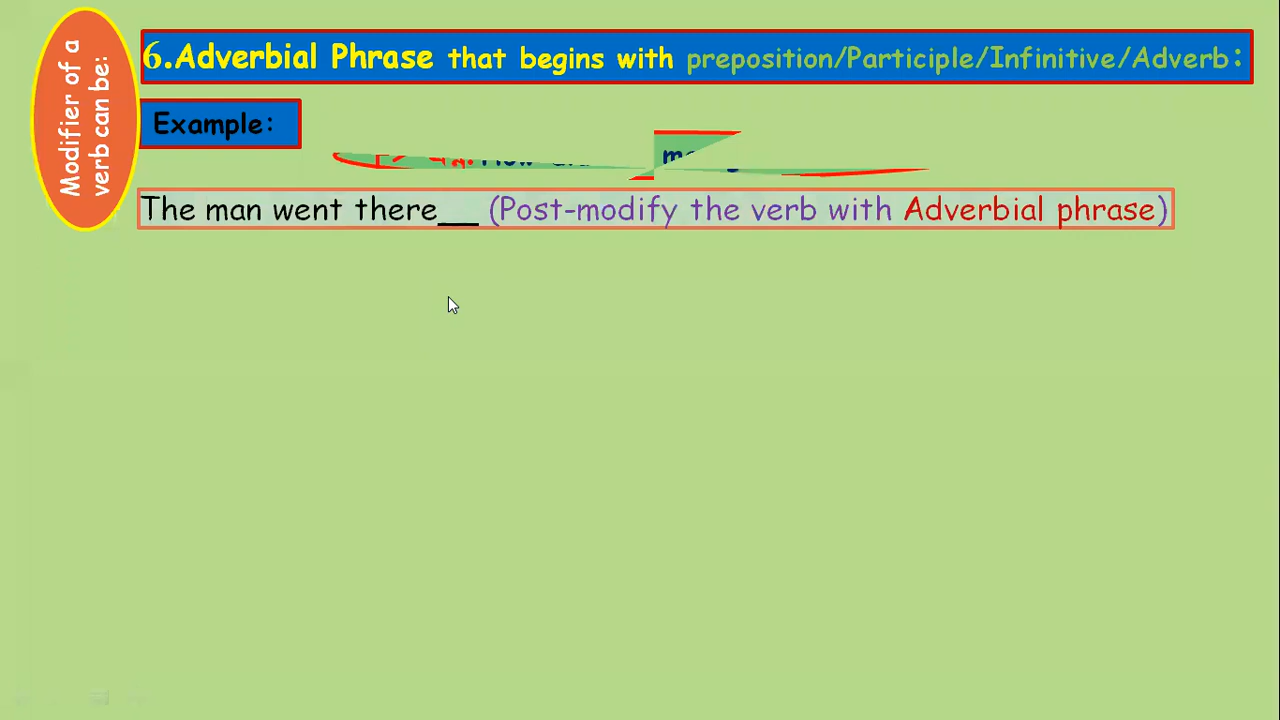 Modifier of a
verb can be:
6.Adverbial Phrase that begins with preposition/Participle/Infinitive/Adverb:
Example:
The man went there__ (Post-modify the verb with Adverbial phrase)